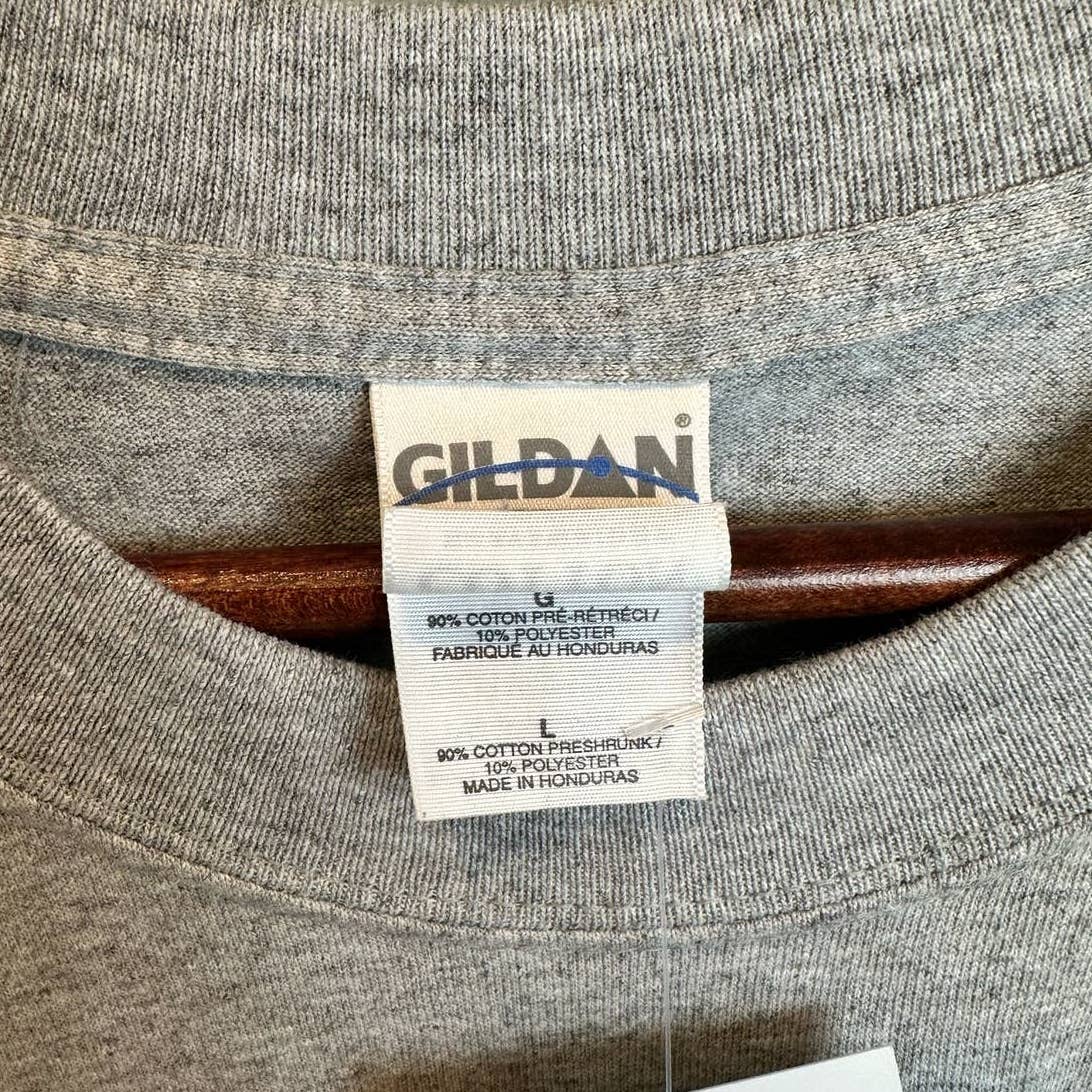 GILDAN®
G
90% COTON PRÉ-RÉTRÉCI /
10% POLYESTER
FABRIQUÉ AU HONDURAS
L
90% COTTON PRESHRUNK /
10% POLYESTER
MADE IN HONDURAS